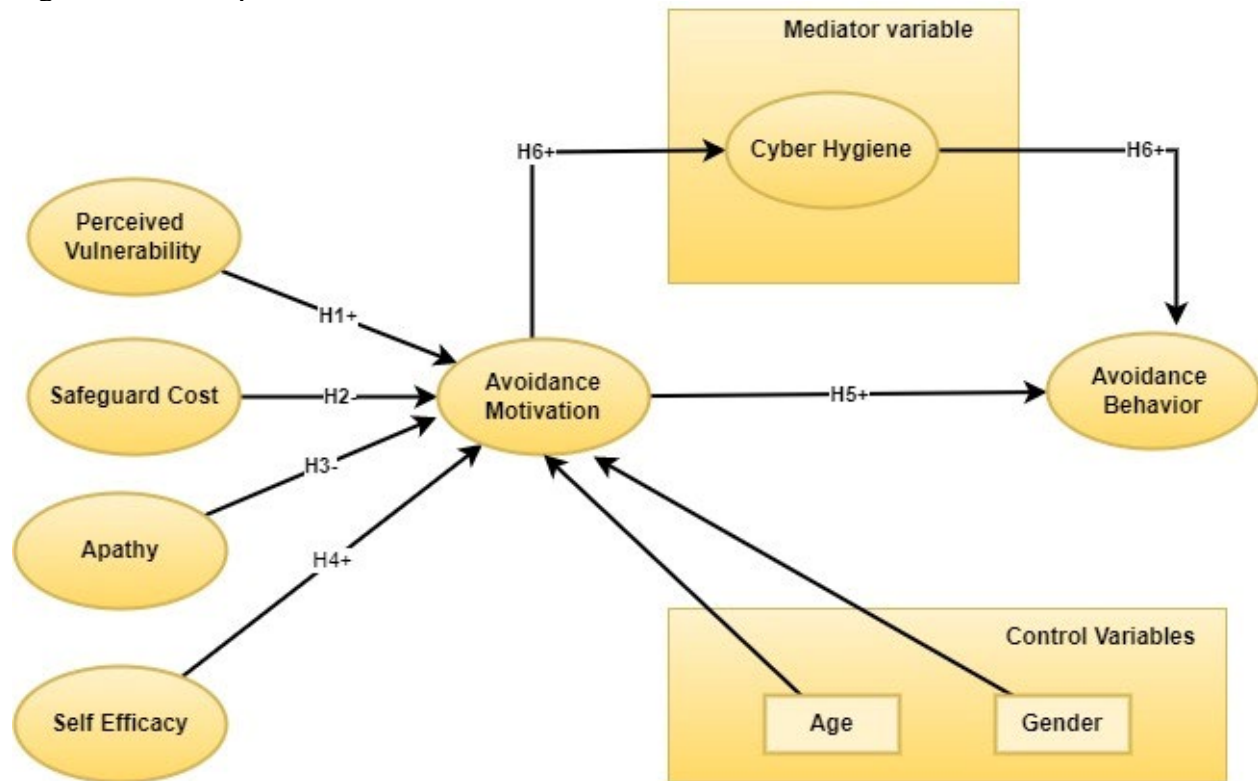 Mediator variable
Cyber Hygiene
H6+
H6+
Perceived
Vulnerability
H1+
Safeguard Cost
H2-
Avoidance
Motivation
H5+
Avoidance
Behavior
H3-
Apathy
H4+
Self Efficacy
Control Variables
Age
Gender